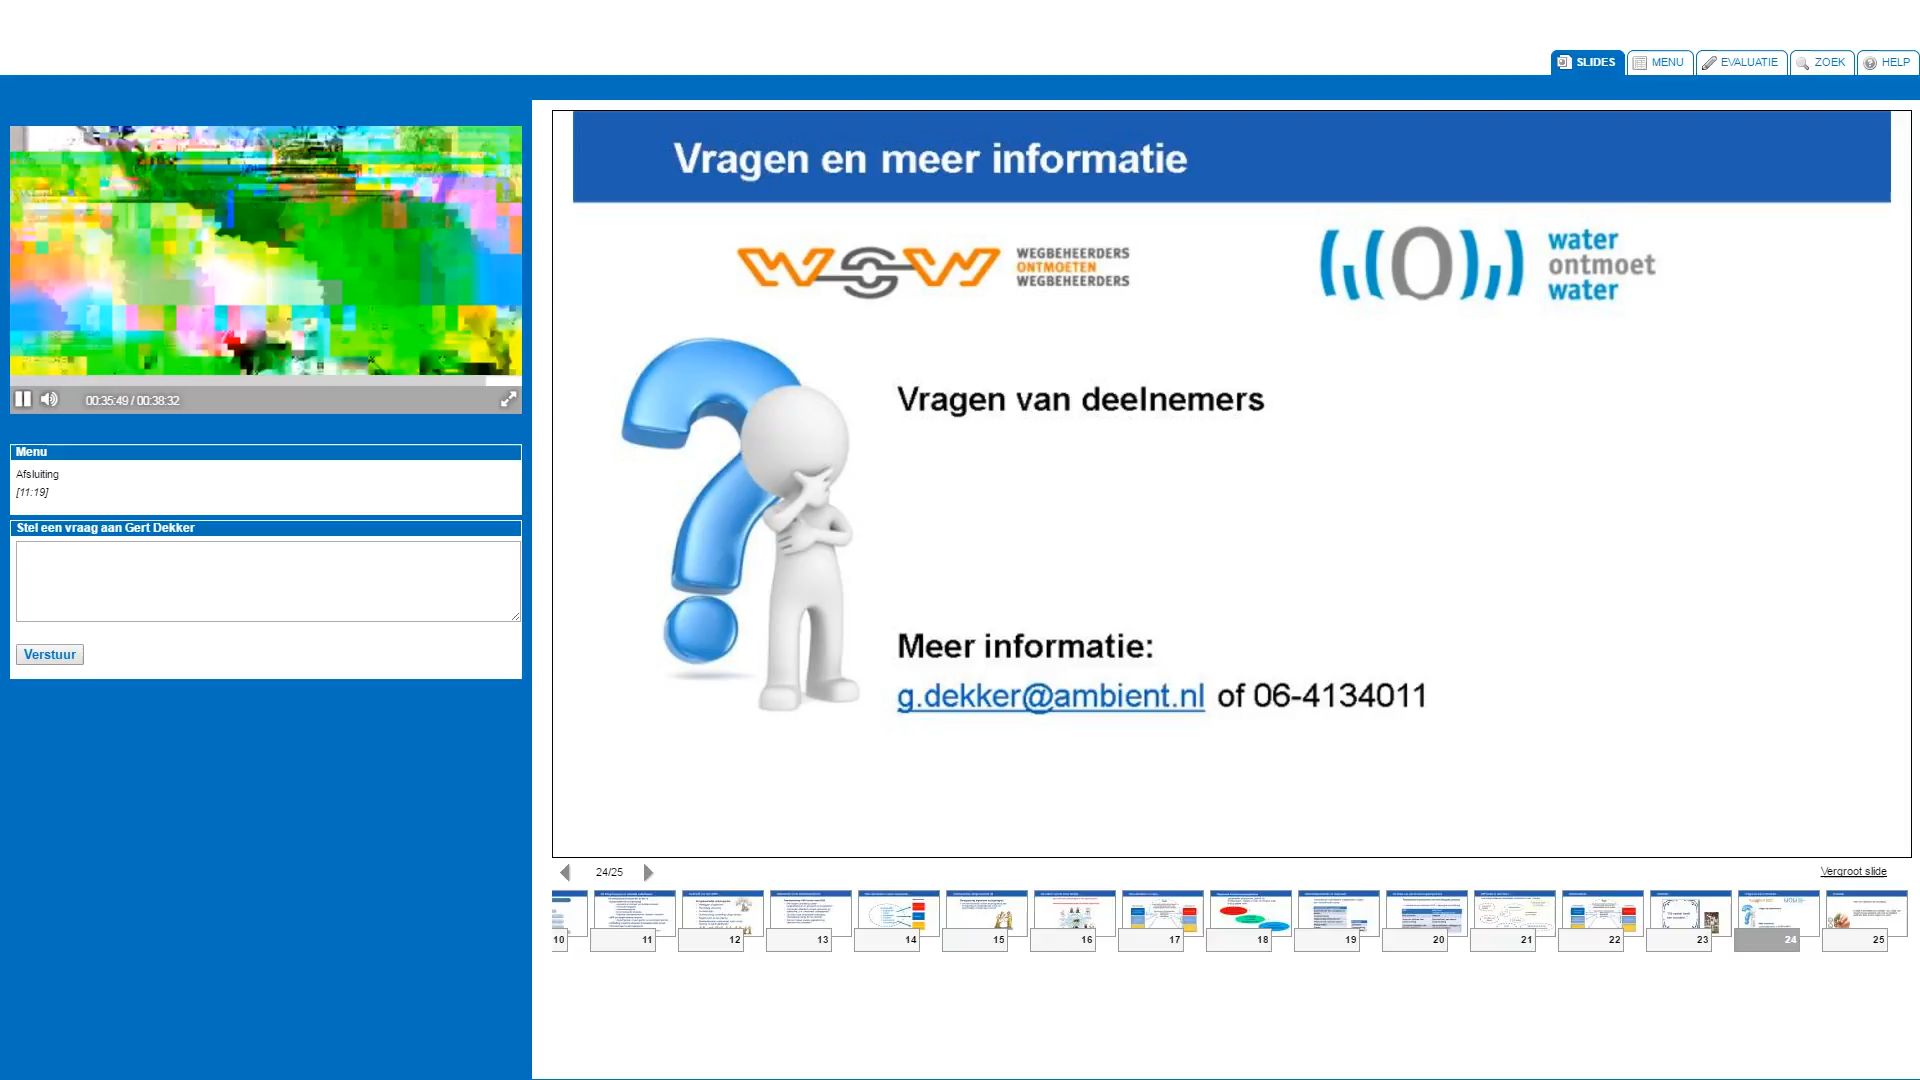 SLIDES
MENU
EVALUATIE
ZOEK
HELP
Vragen en meer informatie
WSW
WEGBEHEERDERS
ONTMOETEN
WEGBEHEERDERS
water
ontmoet
water
Vragen van deelnemers
Meer informatie:
g.dekker@ambient.nl of 06-4134011
00:35:49 / 00:38:32
Menu
Afsluiting
[11:19]
Stel een vraag aan Gert Dekker
Verstuur
24/25
Vergroot slide
10
11
12
13
14
15
16
17
18
19
20
21
22
23
24
25